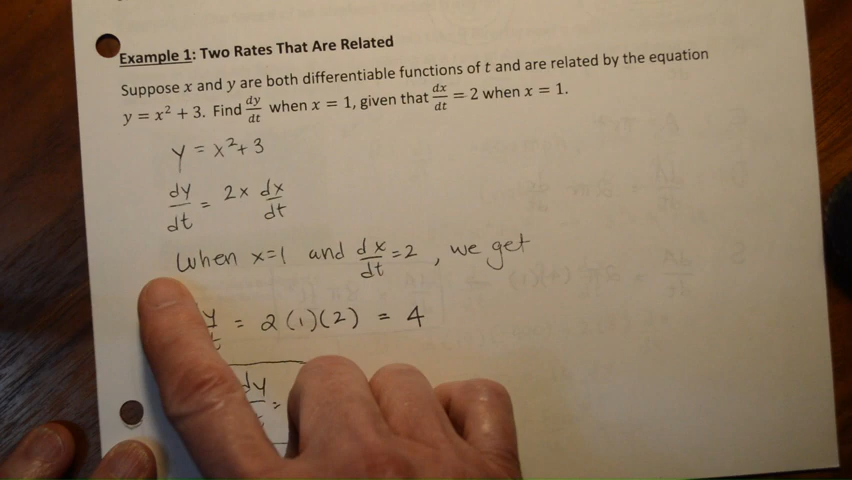 Example 1: Two Rates That Are Related
Suppose x and y are both differentiable functions of t and are related by the equation
y = x² + 3. Find dy/dt when x = 1, given that dx/dt = 2 when x = 1.
y = x² + 3
dy/dt = 2x dx/dt
When x=1 and dx/dt = 2, we get
y = 2(1)(2) = 4
dy =